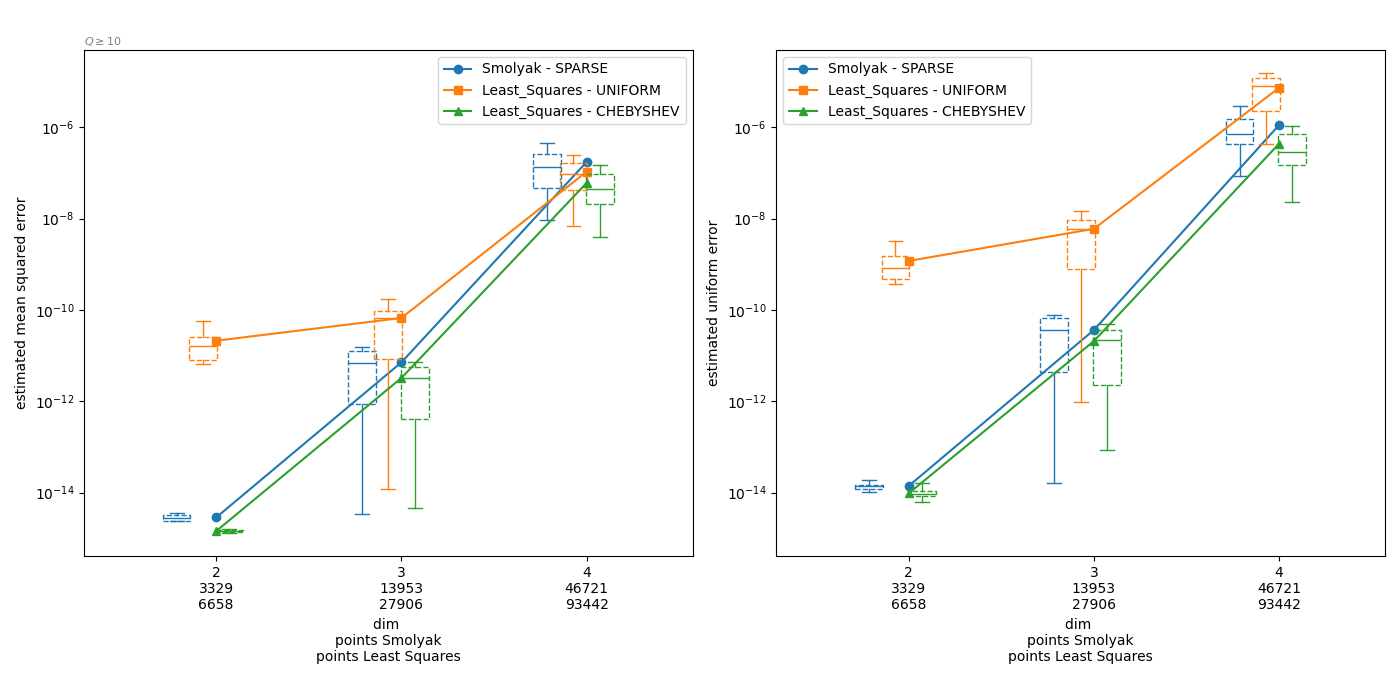 Q ≥ 10
estimated mean squared error
10⁻⁶
10⁻⁸
10⁻¹⁰
10⁻¹²
10⁻¹⁴
Smolyak - SPARSE
Least_Squares - UNIFORM
Least_Squares - CHEBYSHEV
2 3 4
3329 13953 46721
6658 27906 93442
dim
points Smolyak
points Least Squares
estimated uniform error
10⁻⁶
10⁻⁸
10⁻¹⁰
10⁻¹²
10⁻¹⁴
Smolyak - SPARSE
Least_Squares - UNIFORM
Least_Squares - CHEBYSHEV
2 3 4
3329 13953 46721
6658 27906 93442
dim
points Smolyak
points Least Squares